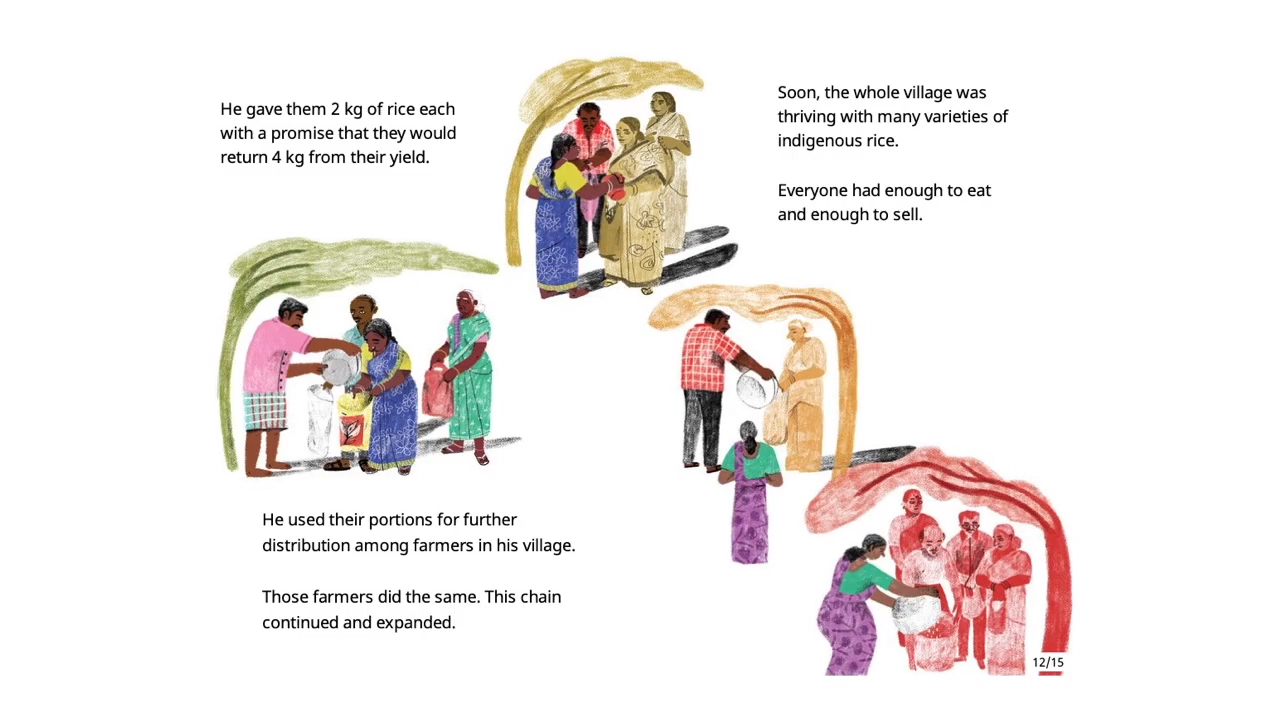 He gave them 2 kg of rice each
with a promise that they would
return 4 kg from their yield.
He used their portions for further
distribution among farmers in his village.
Those farmers did the same. This chain
continued and expanded.
Soon, the whole village was
thriving with many varieties of
indigenous rice.
Everyone had enough to eat
and enough to sell.
12/15